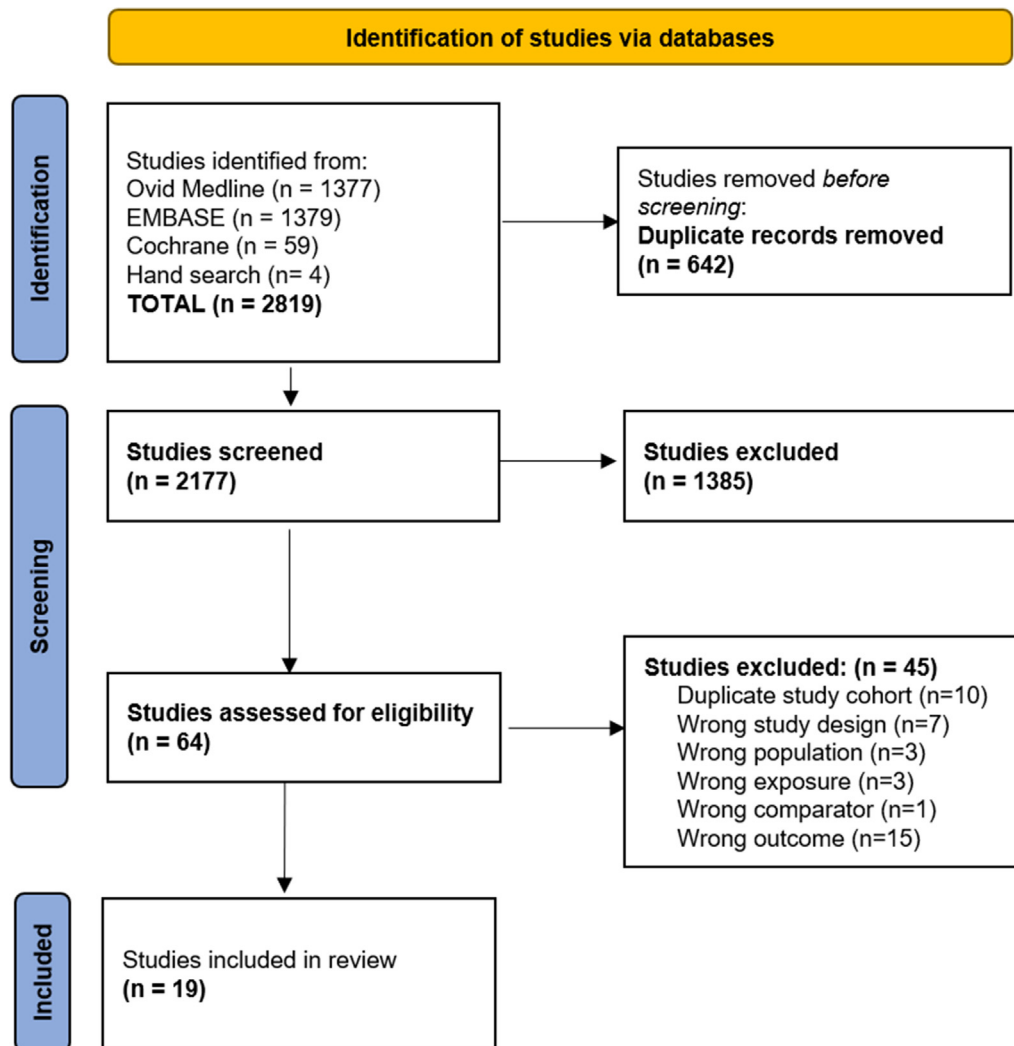 Identification of studies via databases
Identification
Studies identified from:
Ovid Medline (n = 1377)
EMBASE (n = 1379)
Cochrane (n = 59)
Hand search (n= 4)
TOTAL (n = 2819)
Studies removed before
screening:
Duplicate records removed
(n = 642)
Screening
Studies screened
(n = 2177)
Studies excluded
(n = 1385)
Studies assessed for eligibility
(n = 64)
Studies excluded: (n = 45)
Duplicate study cohort (n=10)
Wrong study design (n=7)
Wrong population (n=3)
Wrong exposure (n=3)
Wrong comparator (n=1)
Wrong outcome (n=15)
Included
Studies included in review
(n = 19)